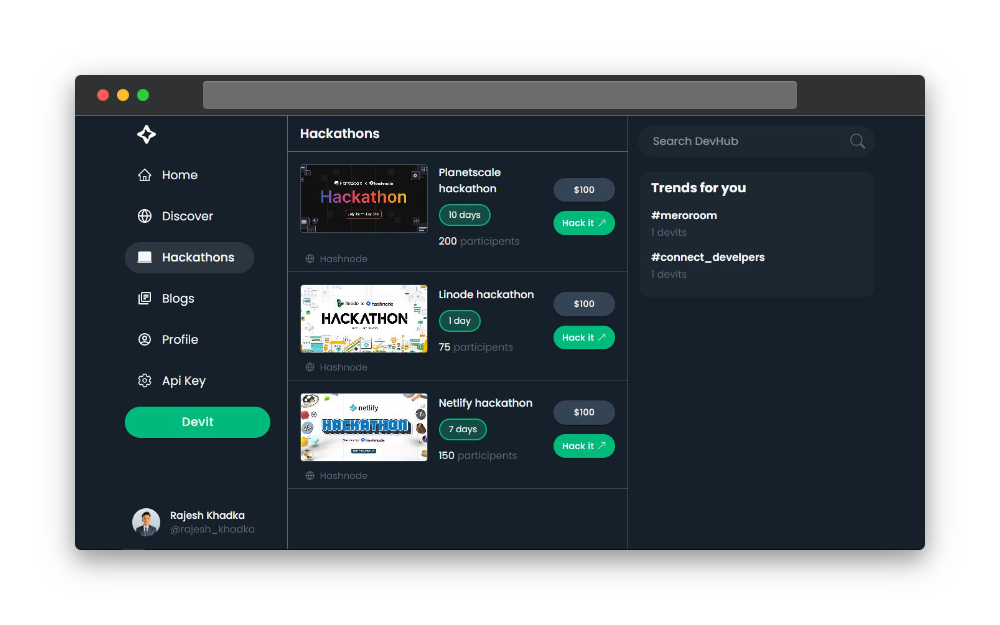 Home
Discover
Hackathons
Blogs
Profile
Api Key
Devit
Rajesh Khadka
@rajesh_khadka
Hackathons
Hackathon
Planetscale
hackathon
10 days
200 participants
$100
Hack it
Hashnode
linode x hashnode
HACKATHON
Linode hackathon
1 day
75 participants
$100
Hack it
Hashnode
netlify
HACKATHON
Netlify hackathon
7 days
150 participants
$100
Hack it
Hashnode
Search DevHub
Trends for you
#meroroom
1 devits
#connect_develpers
1 devits